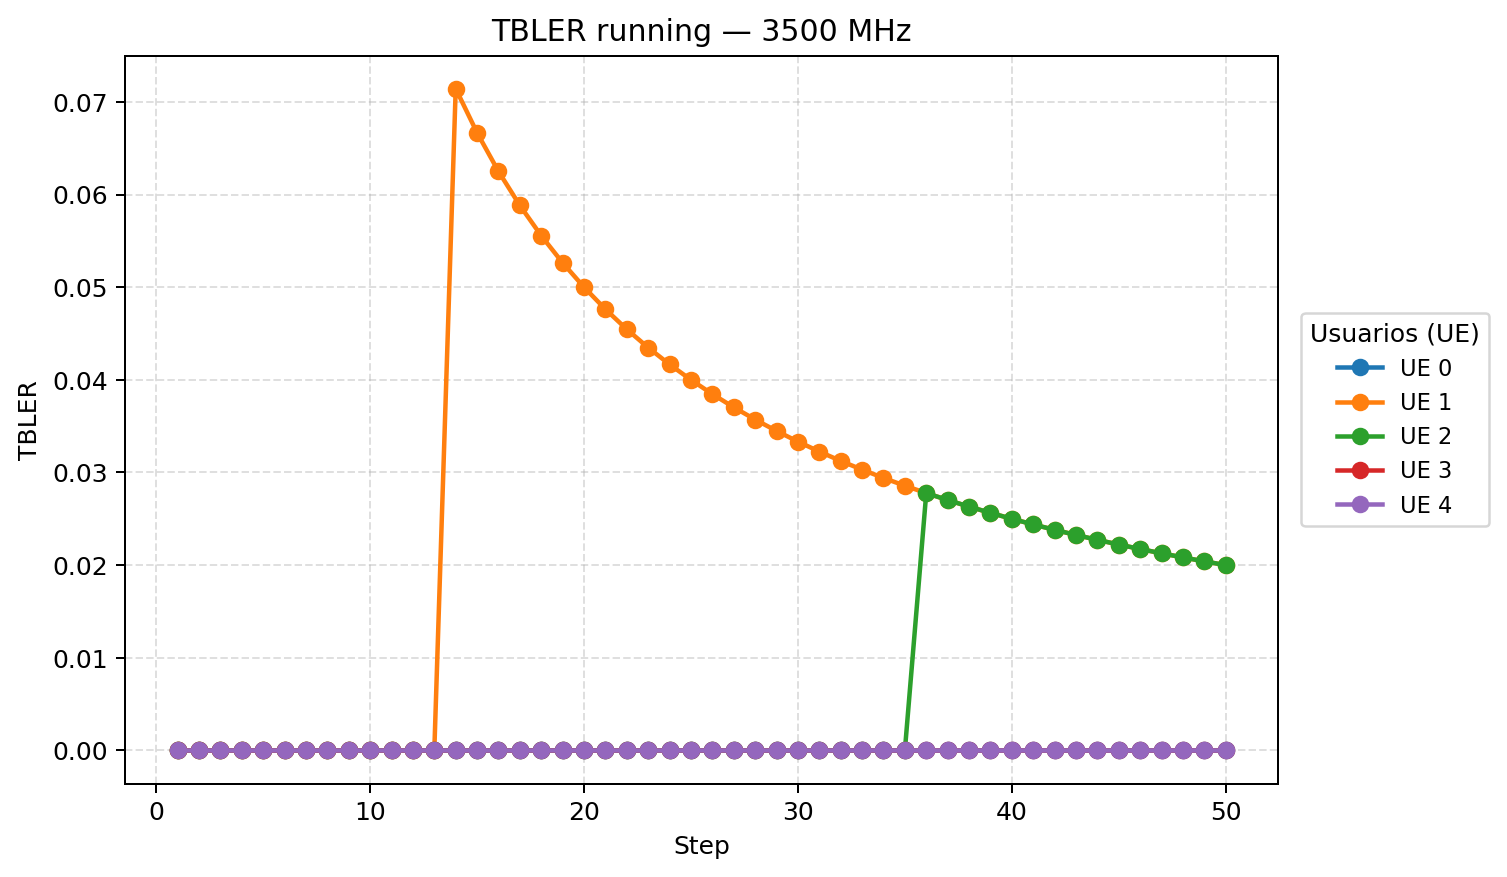 TBLER running — 3500 MHz
TBLER
0.07
0.06
0.05
0.04
0.03
0.02
0.01
0.00
0 10 20 30 40 50
Step
Usuarios (UE)
UE 0
UE 1
UE 2
UE 3
UE 4